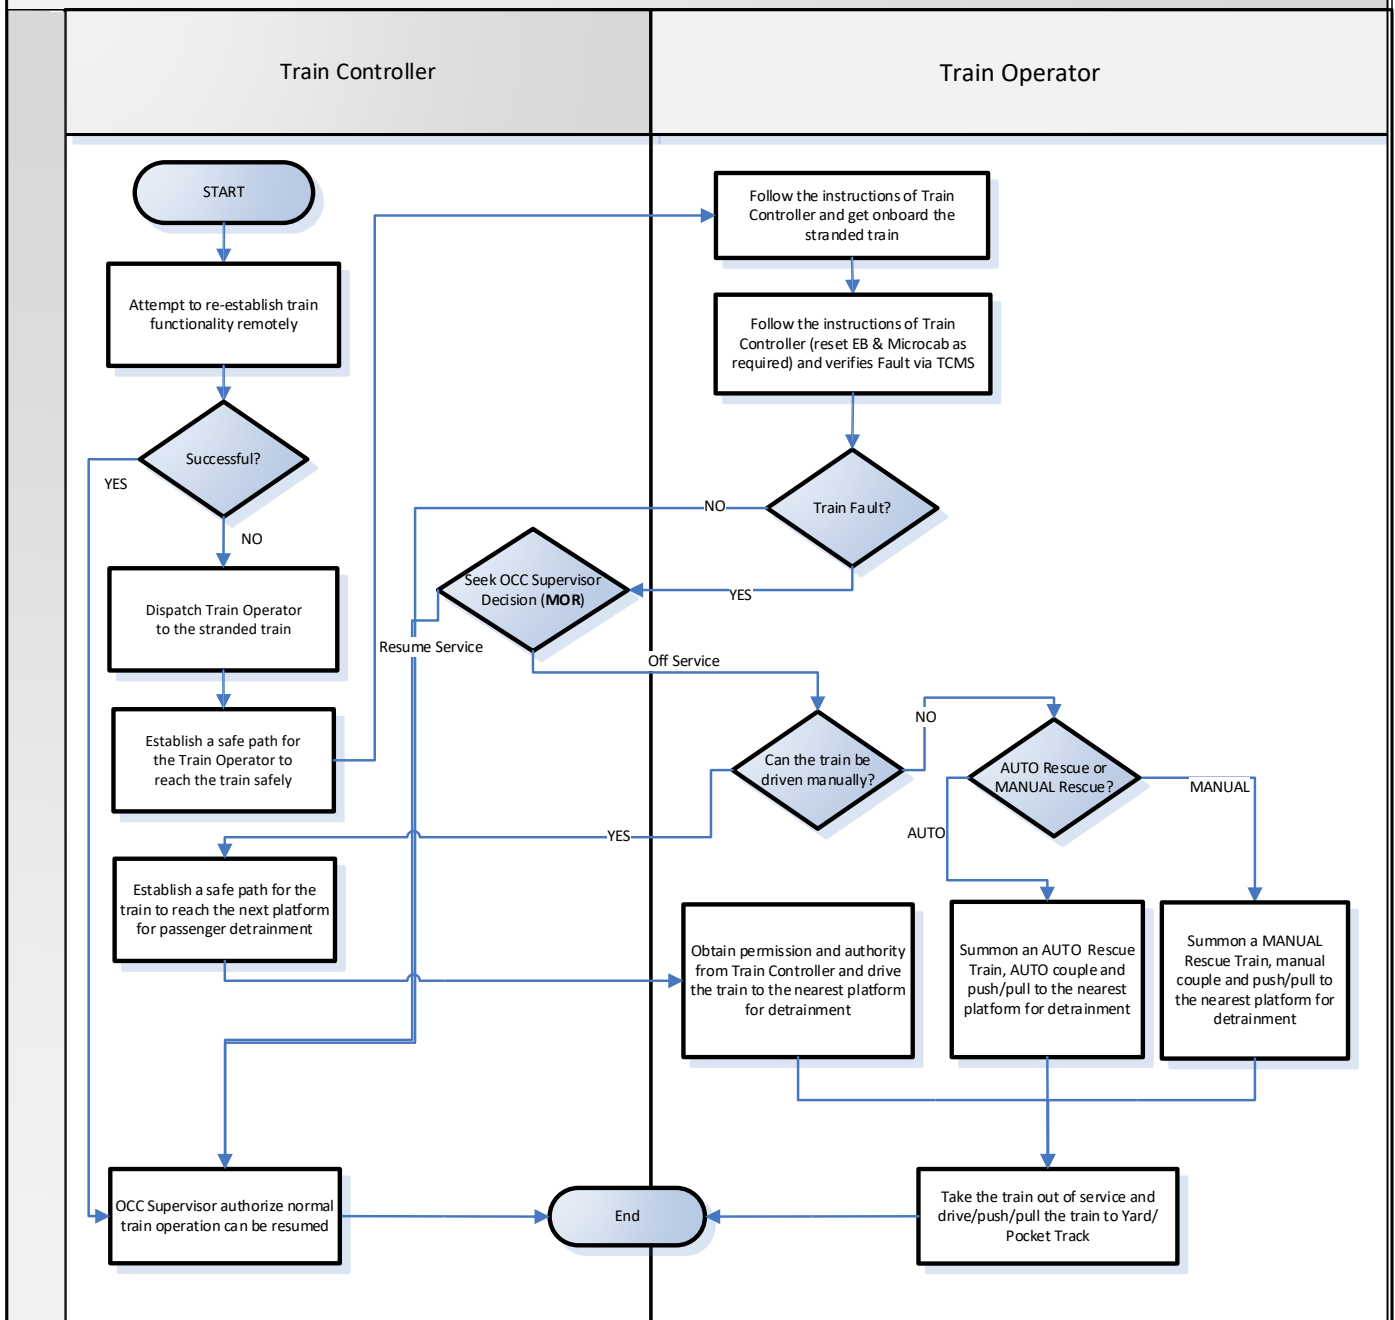 Train Controller
Train Operator
START
Attempt to re-establish train
functionality remotely
Successful?
YES
NO
Dispatch Train Operator
to the stranded train
Establish a safe path for
the Train Operator to
reach the train safely
Follow the instructions of Train
Controller and get onboard the
stranded train
Follow the instructions of Train
Controller (reset EB & Microcab as
required) and verifies Fault via TCMS
Train Fault?
NO
YES
Seek OCC Supervisor
Decision (MOR)
Resume Service
Off Service
Can the train be
driven manually?
NO
YES
AUTO Rescue or
MANUAL Rescue?
MANUAL
AUTO
Establish a safe path for the
train to reach the next platform
for passenger detrainment
Obtain permission and authority
from Train Controller and drive
the train to the nearest platform
for detrainment
Summon an AUTO Rescue
Train, AUTO couple and
push/pull to the nearest
platform for detrainment
Summon a MANUAL
Rescue Train, manual
couple and push/pull to
the nearest platform for
detrainment
OCC Supervisor authorize normal
train operation can be resumed
End
Take the train out of service and
drive/push/pull the train to Yard/
Pocket Track